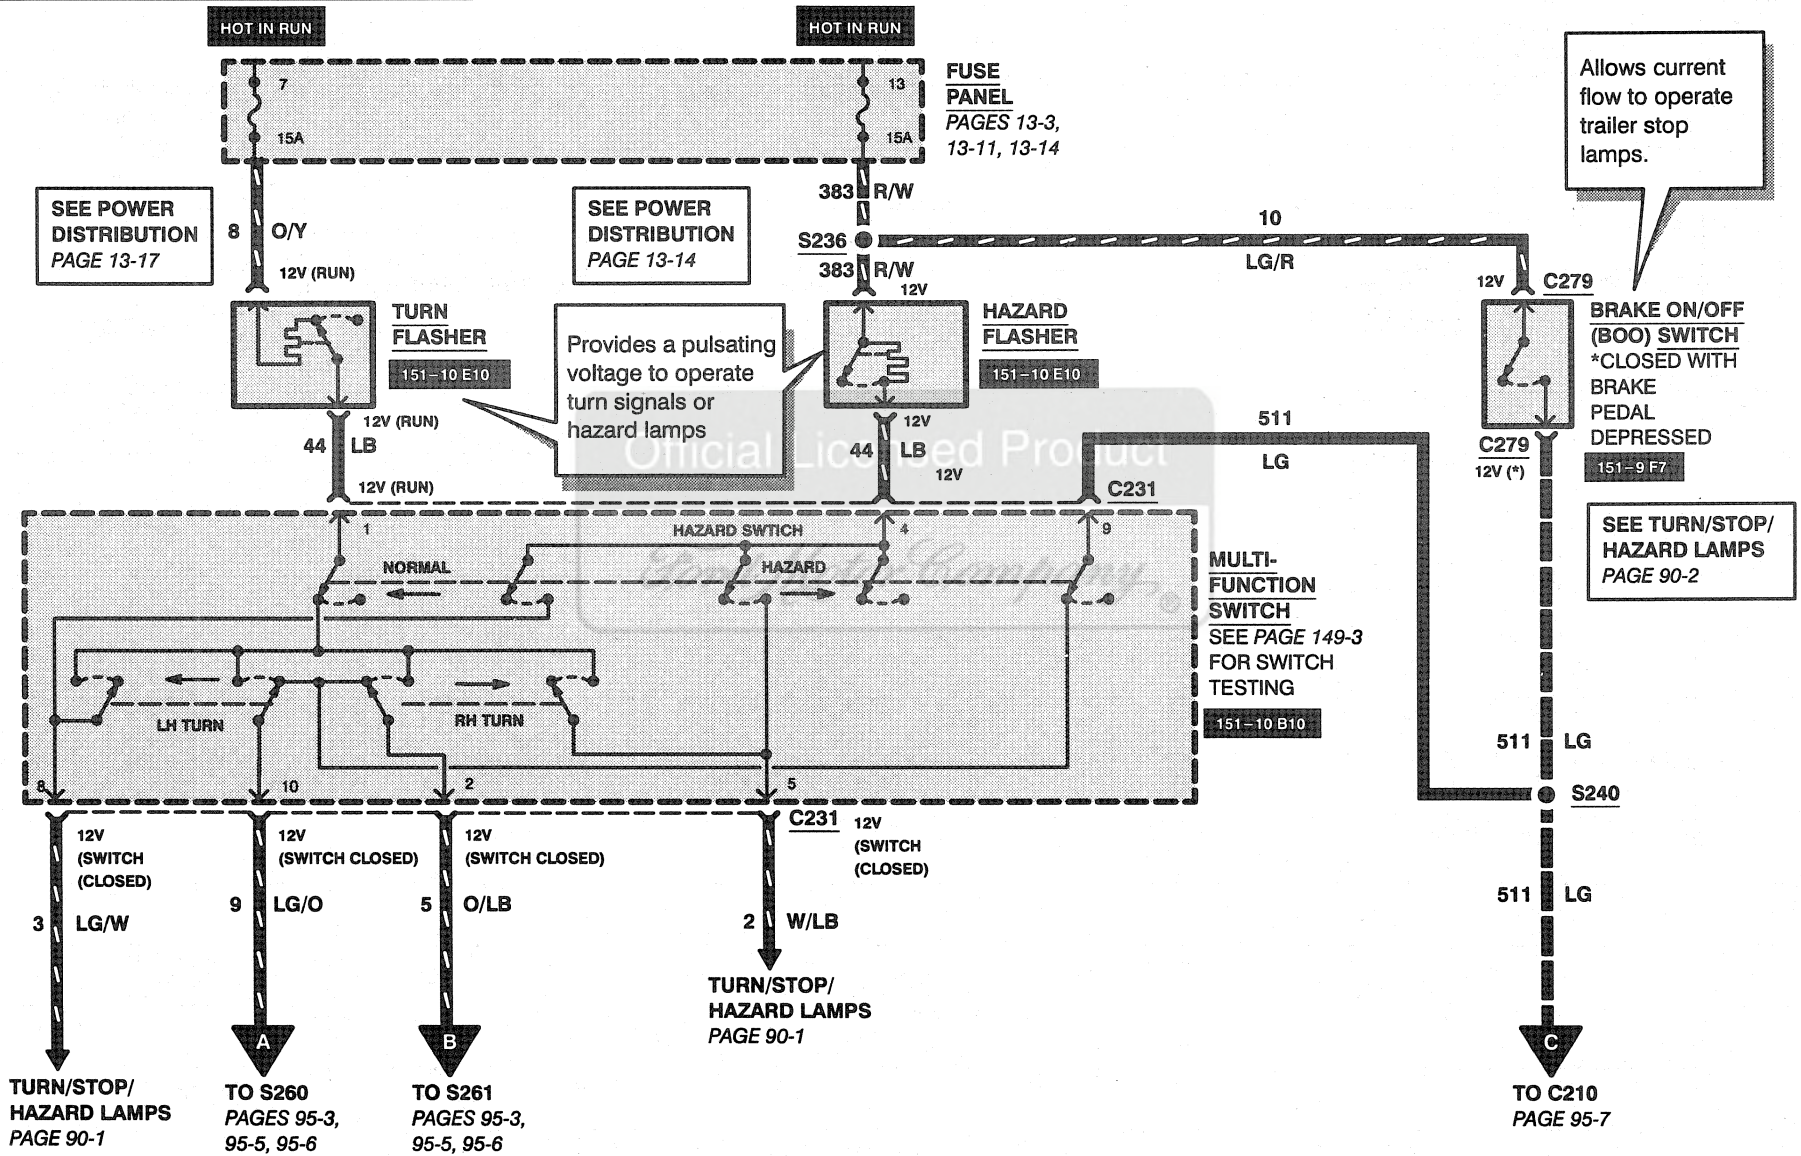 HOT IN RUN
HOT IN RUN
7
15A
13
15A
FUSE
PANEL
PAGES 13-3,
13-11, 13-14
Allows current
flow to operate
trailer stop
lamps.
SEE POWER
DISTRIBUTION
PAGE 13-17
8 O/Y
12V (RUN)
SEE POWER
DISTRIBUTION
PAGE 13-14
383 R/W
S236
383 R/W
12V
10
LG/R
12V C279
TURN
FLASHER
151-10 E10
Provides a pulsating
voltage to operate
turn signals or
hazard lamps
HAZARD
FLASHER
151-10 E10
BRAKE ON/OFF
(BOO) SWITCH
*CLOSED WITH
BRAKE
PEDAL
DEPRESSED
151-9 F7
C279
12V (*)
12V (RUN)
44 LB
12V (RUN)
12V
44 LB
12V
511
LG
C231
Official Licensed Product
Ford Motor Company
®
SEE TURN/STOP/
HAZARD LAMPS
PAGE 90-2
1
HAZARD SWTICH
4
9
NORMAL
HAZARD
MULTI-
FUNCTION
SWITCH
SEE PAGE 149-3
FOR SWITCH
TESTING
151-10 B10
LH TURN
RH TURN
8
10
2
5
511 LG
S240
511 LG
C231
12V
(SWITCH
(CLOSED)
12V
(SWITCH CLOSED)
12V
(SWITCH CLOSED)
12V
(SWITCH
(CLOSED)
3 LG/W
9 LG/O
5 O/LB
2 W/LB
TURN/STOP/
HAZARD LAMPS
PAGE 90-1
A
B
C
TURN/STOP/
HAZARD LAMPS
PAGE 90-1
TO S260
PAGES 95-3,
95-5, 95-6
TO S261
PAGES 95-3,
95-5, 95-6
TO C210
PAGE 95-7